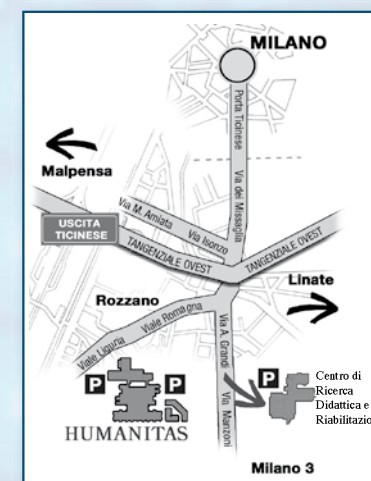 MILANO
Porta Ticinese
Via dei Missaglia
Malpensa
USCITA
TICINESE
Via M. Amiata
Via Isonzo
TANGENZIALE OVEST
TANGENZIALE OVEST
Linate
Rozzano
Viale Romagna
Viale Liguria
Via A. Grandi
Via Manzoni
P
P
P
HUMANITAS
Centro di
Ricerca
Didattica e
Riabilitazio
Milano 3